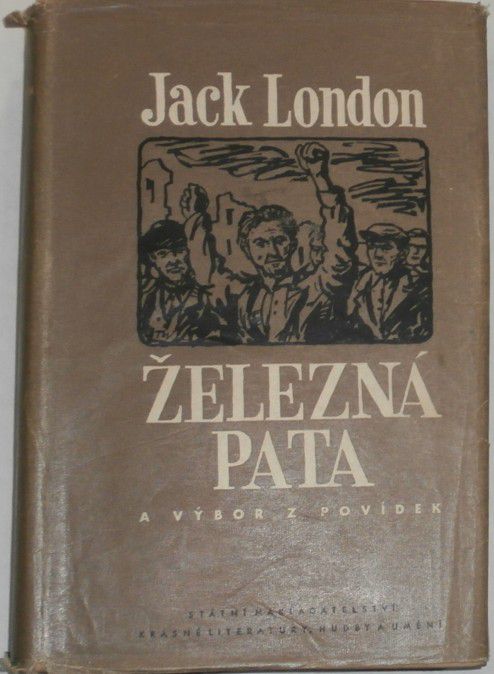 Jack London
ŽELEZNÁ
PATA
A VÝBOR Z POVÍDEK
STÁTNÍ NAKLADATELSTVÍ
KRÁSNÉ LITERATURY, HUDBY A UMĚNÍ